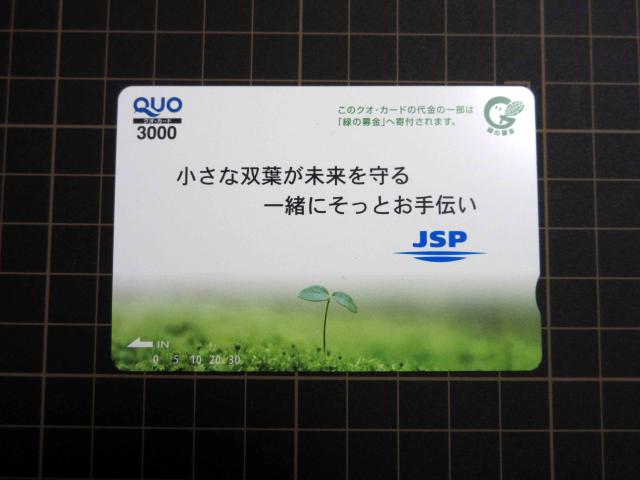 QUO
クオ・カード
3000
このクオ・カードの代金の一部は
「緑の募金」へ寄付されます。
緑の募金
小さな双葉が未来を守る
一緒にそっとお手伝い
JSP
IN
0 5 10 20 30